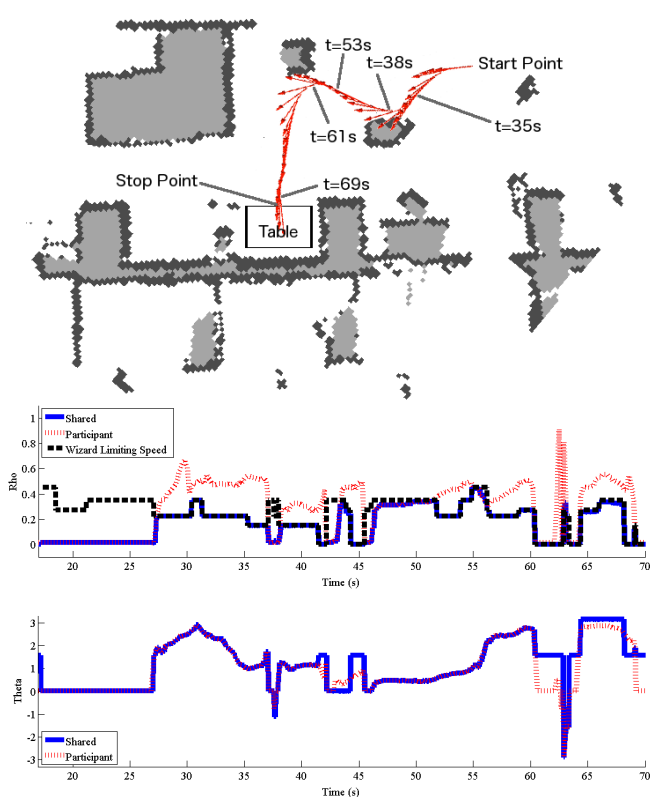 t=53s
t=38s
Start Point
t=35s
t=61s
Stop Point
t=69s
Table
Shared
Participant
Wizard Limiting Speed
Rho
1
0.8
0.6
0.4
0.2
0
20 25 30 35 40 45 50 55 60 65 70
Time (s)
Theta
3
2
1
0
-1
-2
-3
Shared
Participant
20 25 30 35 40 45 50 55 60 65 70
Time (s)